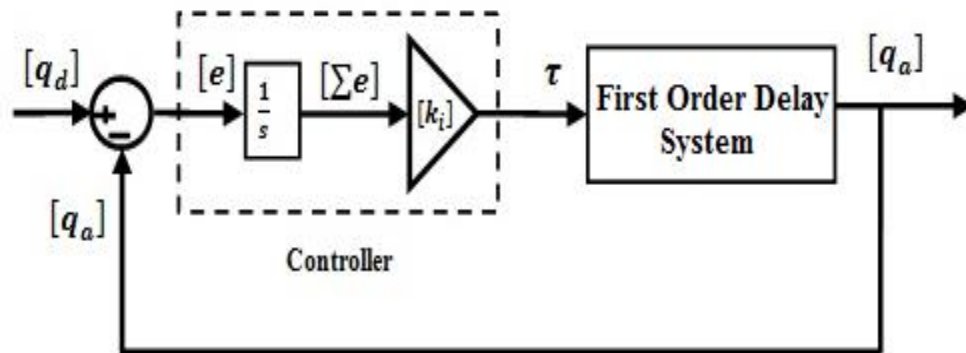 [q_d]
+
−
[e]
1
s
[∑e]
[k_i]
τ
First Order Delay
System
[q_a]
[q_a]
Controller